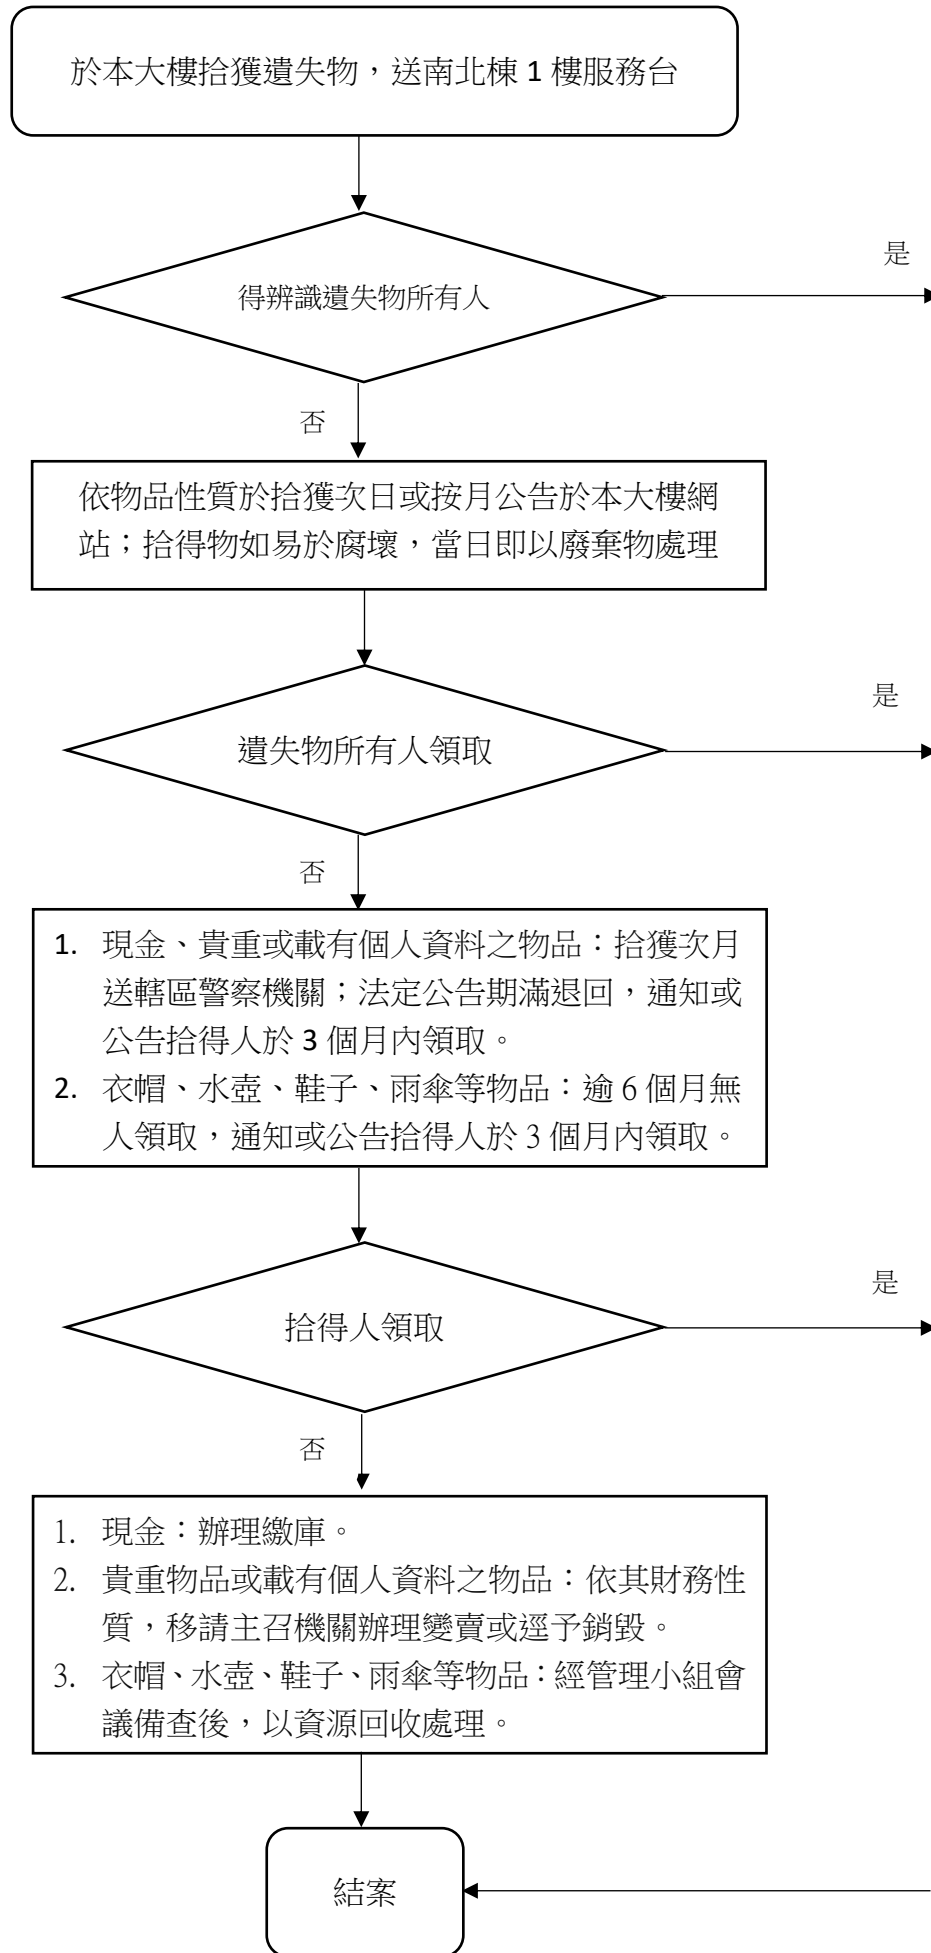 於本大樓拾獲遺失物，送南北棟 1 樓服務台
是
得辨識遺失物所有人
否
依物品性質於拾獲次日或按月公告於本大樓網
站；拾得物如易於腐壞，當日即以廢棄物處理
是
遺失物所有人領取
否
1. 現金、貴重或載有個人資料之物品：拾獲次月
送轄區警察機關；法定公告期滿退回，通知或
公告拾得人於 3 個月內領取。
2. 衣帽、水壺、鞋子、雨傘等物品：逾 6 個月無
人領取，通知或公告拾得人於 3 個月內領取。
是
拾得人領取
否
1. 現金：辦理繳庫。
2. 貴重物品或載有個人資料之物品：依其財務性
質，移請主召機關辦理變賣或逕予銷毀。
3. 衣帽、水壺、鞋子、雨傘等物品：經管理小組會
議備查後，以資源回收處理。
結案